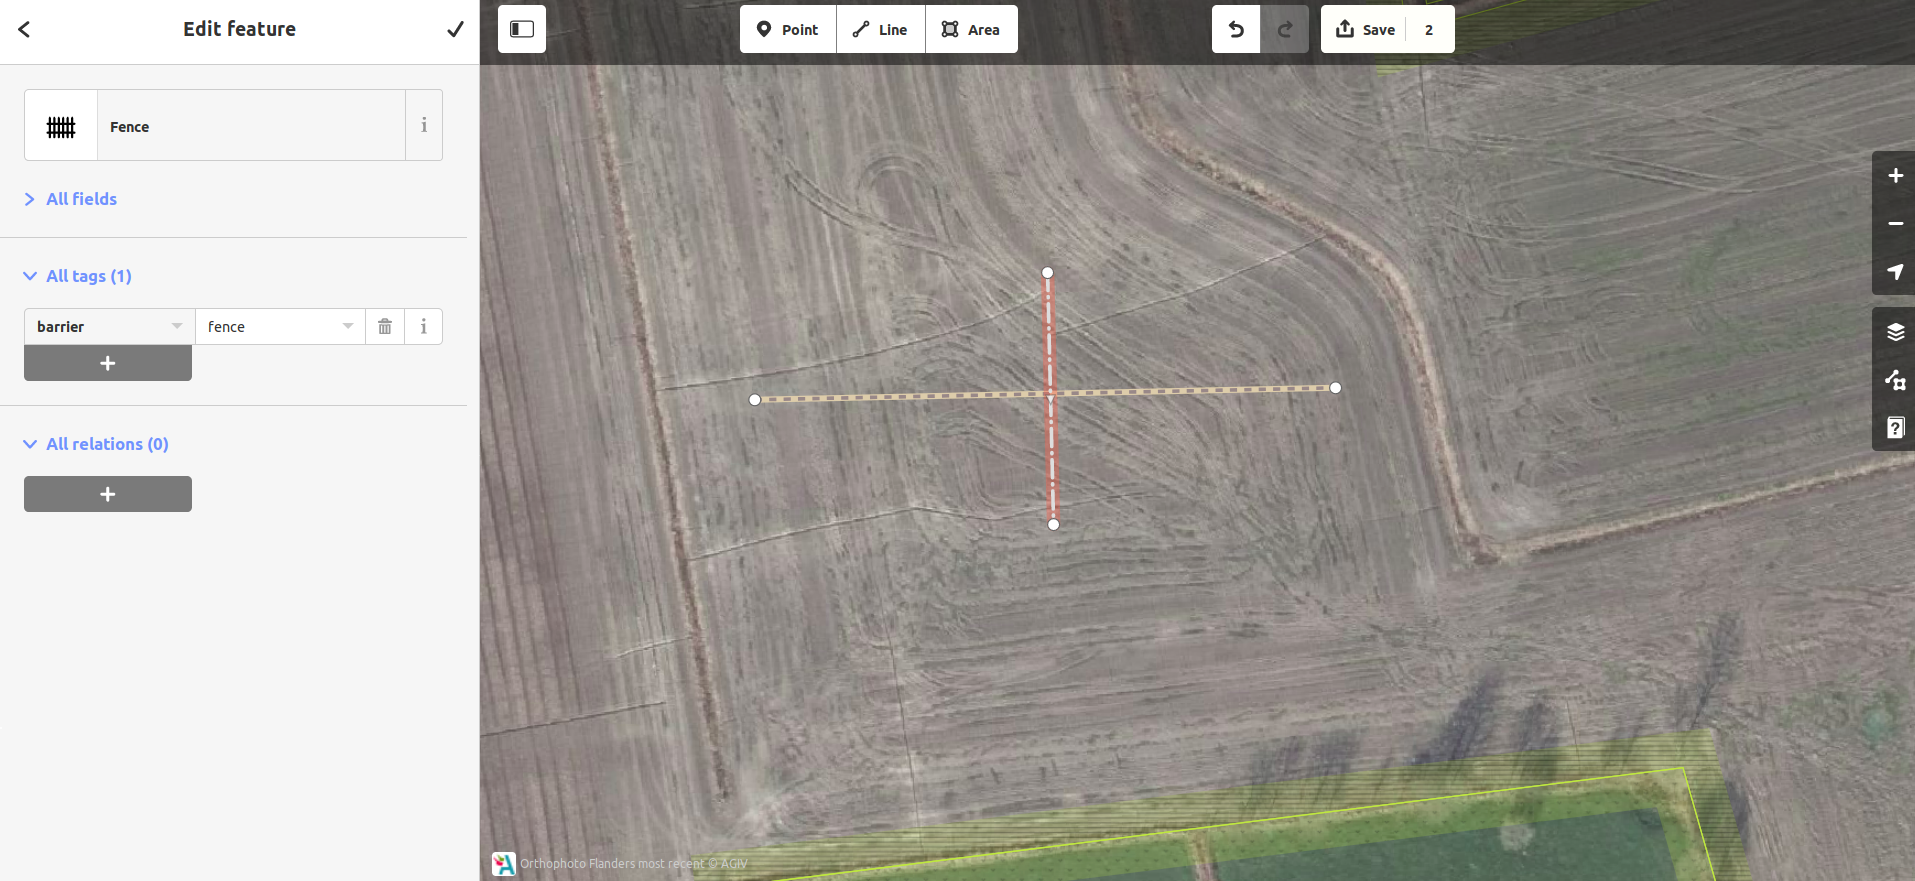 Edit feature
Point
Line
Area
Save 2
Fence
i
All fields
All tags (1)
barrier fence i
+
All relations (0)
+
+
−
?
Orthophoto Flanders most recent © AGIV